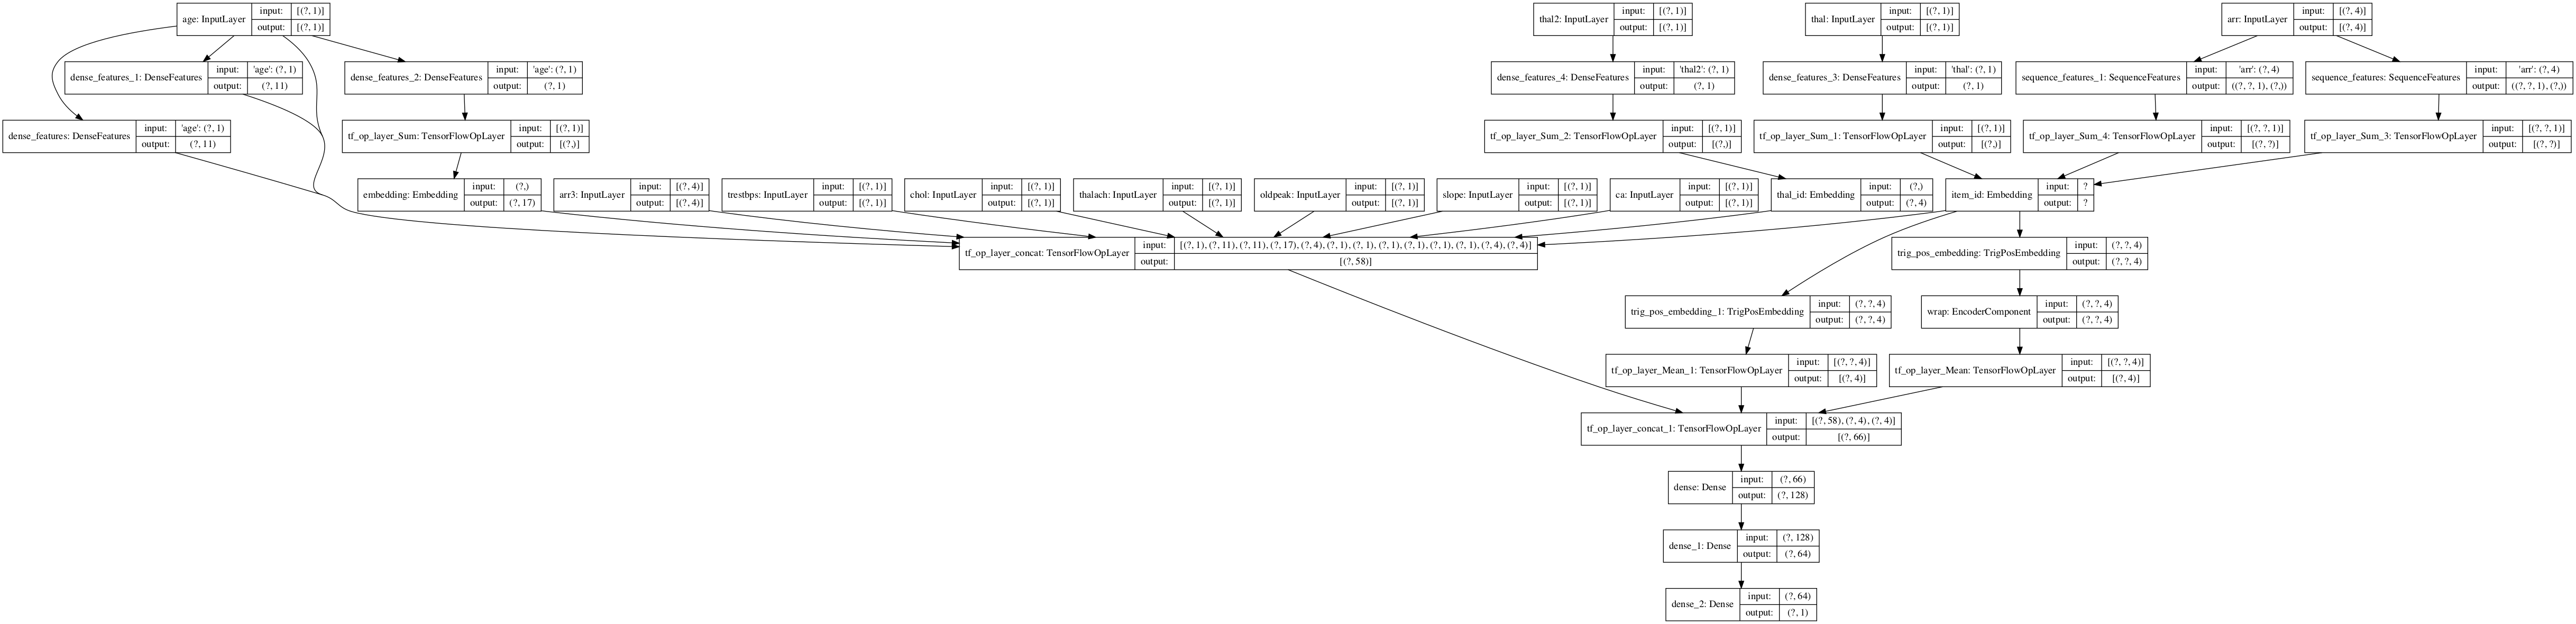 age: InputLayer input: [(?, 1)]
output: [(?, 1)]
thal2: InputLayer input: [(?, 1)]
output: [(?, 1)]
thal: InputLayer input: [(?, 1)]
output: [(?, 1)]
arr: InputLayer input: [(?, 4)]
output: [(?, 4)]
dense_features_1: DenseFeatures input: 'age': (?, 1)
output: (?, 11)
dense_features_2: DenseFeatures input: 'age': (?, 1)
output: (?, 1)
dense_features_4: DenseFeatures input: 'thal2': (?, 1)
output: (?, 1)
dense_features_3: DenseFeatures input: 'thal': (?, 1)
output: (?, 1)
sequence_features_1: SequenceFeatures input: 'arr': (?, 4)
output: ((?, ?, 1), (?,))
sequence_features: SequenceFeatures input: 'arr': (?, 4)
output: ((?, ?, 1), (?,))
dense_features: DenseFeatures input: 'age': (?, 1)
output: (?, 11)
tf_op_layer_Sum: TensorFlowOpLayer input: [(?, 1)]
output: [(?,)]
tf_op_layer_Sum_2: TensorFlowOpLayer input: [(?, 1)]
output: [(?,)]
tf_op_layer_Sum_1: TensorFlowOpLayer input: [(?, 1)]
output: [(?,)]
tf_op_layer_Sum_4: TensorFlowOpLayer input: [(?, ?, 1)]
output: [(?, ?)]
tf_op_layer_Sum_3: TensorFlowOpLayer input: [(?, ?, 1)]
output: [(?, ?)]
embedding: Embedding input: (?,)
output: (?, 17)
arr3: InputLayer input: [(?, 4)]
output: [(?, 4)]
trestbps: InputLayer input: [(?, 1)]
output: [(?, 1)]
chol: InputLayer input: [(?, 1)]
output: [(?, 1)]
thalach: InputLayer input: [(?, 1)]
output: [(?, 1)]
oldpeak: InputLayer input: [(?, 1)]
output: [(?, 1)]
slope: InputLayer input: [(?, 1)]
output: [(?, 1)]
ca: InputLayer input: [(?, 1)]
output: [(?, 1)]
thal_id: Embedding input: (?,)
output: (?, 4)
item_id: Embedding input: ?
output: ?
tf_op_layer_concat: TensorFlowOpLayer input: [(?, 1), (?, 11), (?, 11), (?, 17), (?, 4), (?, 1), (?, 1), (?, 1), (?, 1), (?, 1), (?, 1), (?, 4), (?, 4)]
output: [(?, 58)]
trig_pos_embedding: TrigPosEmbedding input: (?, ?, 4)
output: (?, ?, 4)
trig_pos_embedding_1: TrigPosEmbedding input: (?, ?, 4)
output: (?, ?, 4)
wrap: EncoderComponent input: (?, ?, 4)
output: (?, ?, 4)
tf_op_layer_Mean_1: TensorFlowOpLayer input: [(?, ?, 4)]
output: [(?, 4)]
tf_op_layer_Mean: TensorFlowOpLayer input: [(?, ?, 4)]
output: [(?, 4)]
tf_op_layer_concat_1: TensorFlowOpLayer input: [(?, 58), (?, 4), (?, 4)]
output: [(?, 66)]
dense: Dense input: (?, 66)
output: (?, 128)
dense_1: Dense input: (?, 128)
output: (?, 64)
dense_2: Dense input: (?, 64)
output: (?, 1)